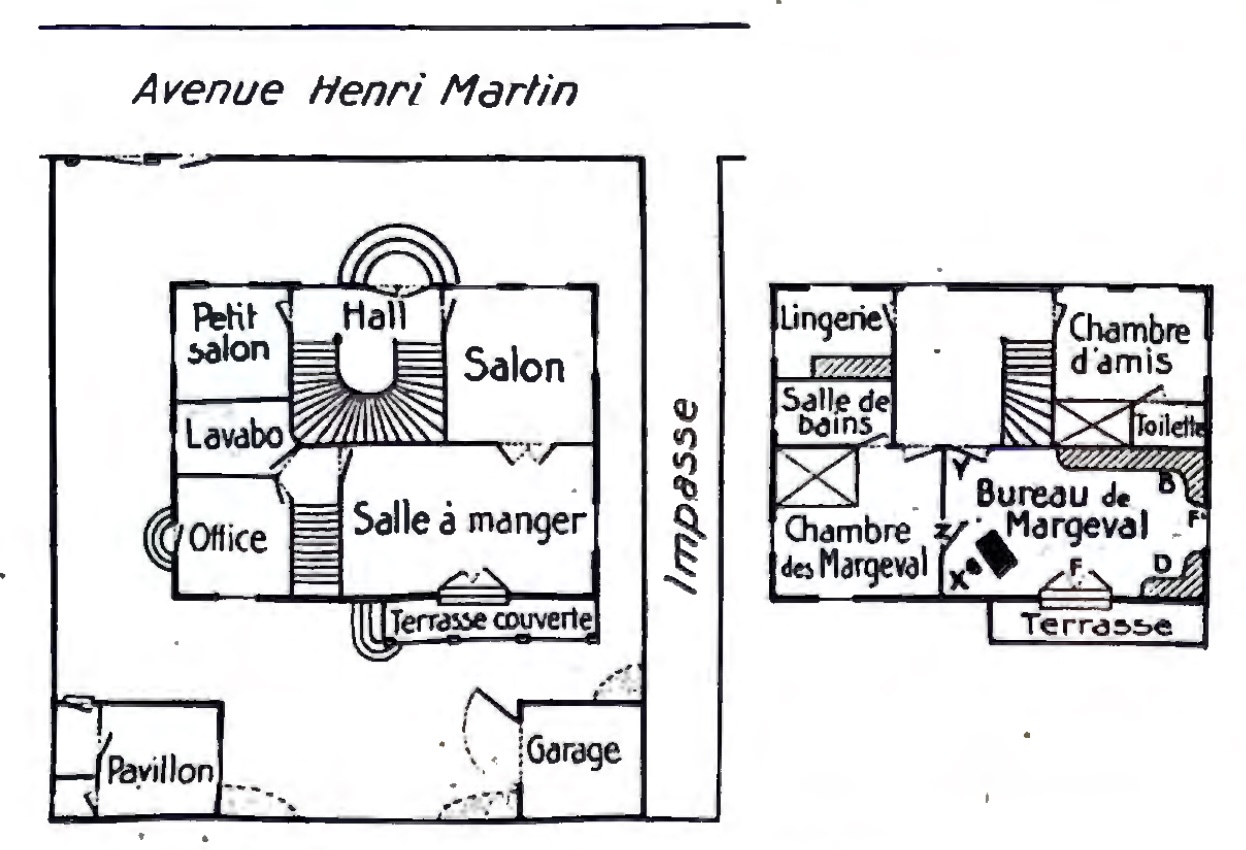 Avenue Henri Martin
Petit
salon
Hall
Salon
Lavabo
Office
Salle à manger
Terrasse couverte
Pavillon
Garage
Impasse
Lingerie
Chambre
d'amis
Salle de
bains
Toilette
Y
B
Bureau de
Margeval
F
Chambre
des Margeval
Z
X
F
D
Terrasse